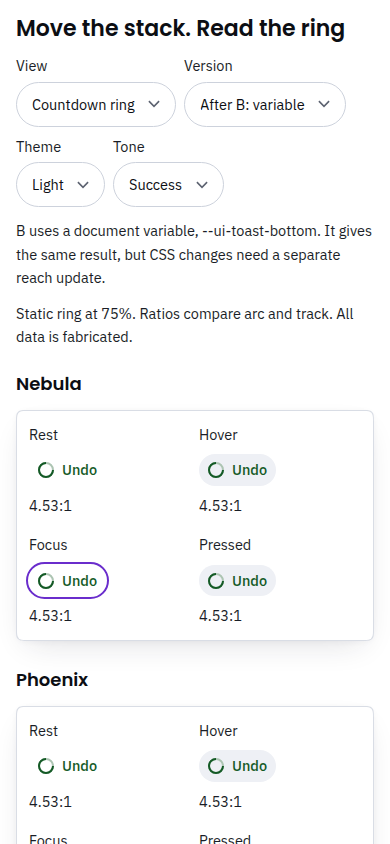 Move the stack. Read the ring
View
Version
Countdown ring
After B: variable
Theme
Tone
Light
Success
B uses a document variable, --ui-toast-bottom. It gives
the same result, but CSS changes need a separate
reach update.
Static ring at 75%. Ratios compare arc and track. All
data is fabricated.
Nebula
Rest
Hover
Undo
Undo
4.53:1
4.53:1
Focus
Pressed
Undo
Undo
4.53:1
4.53:1
Phoenix
Rest
Hover
Undo
Undo
4.53:1
4.53:1
Focus
Pressed